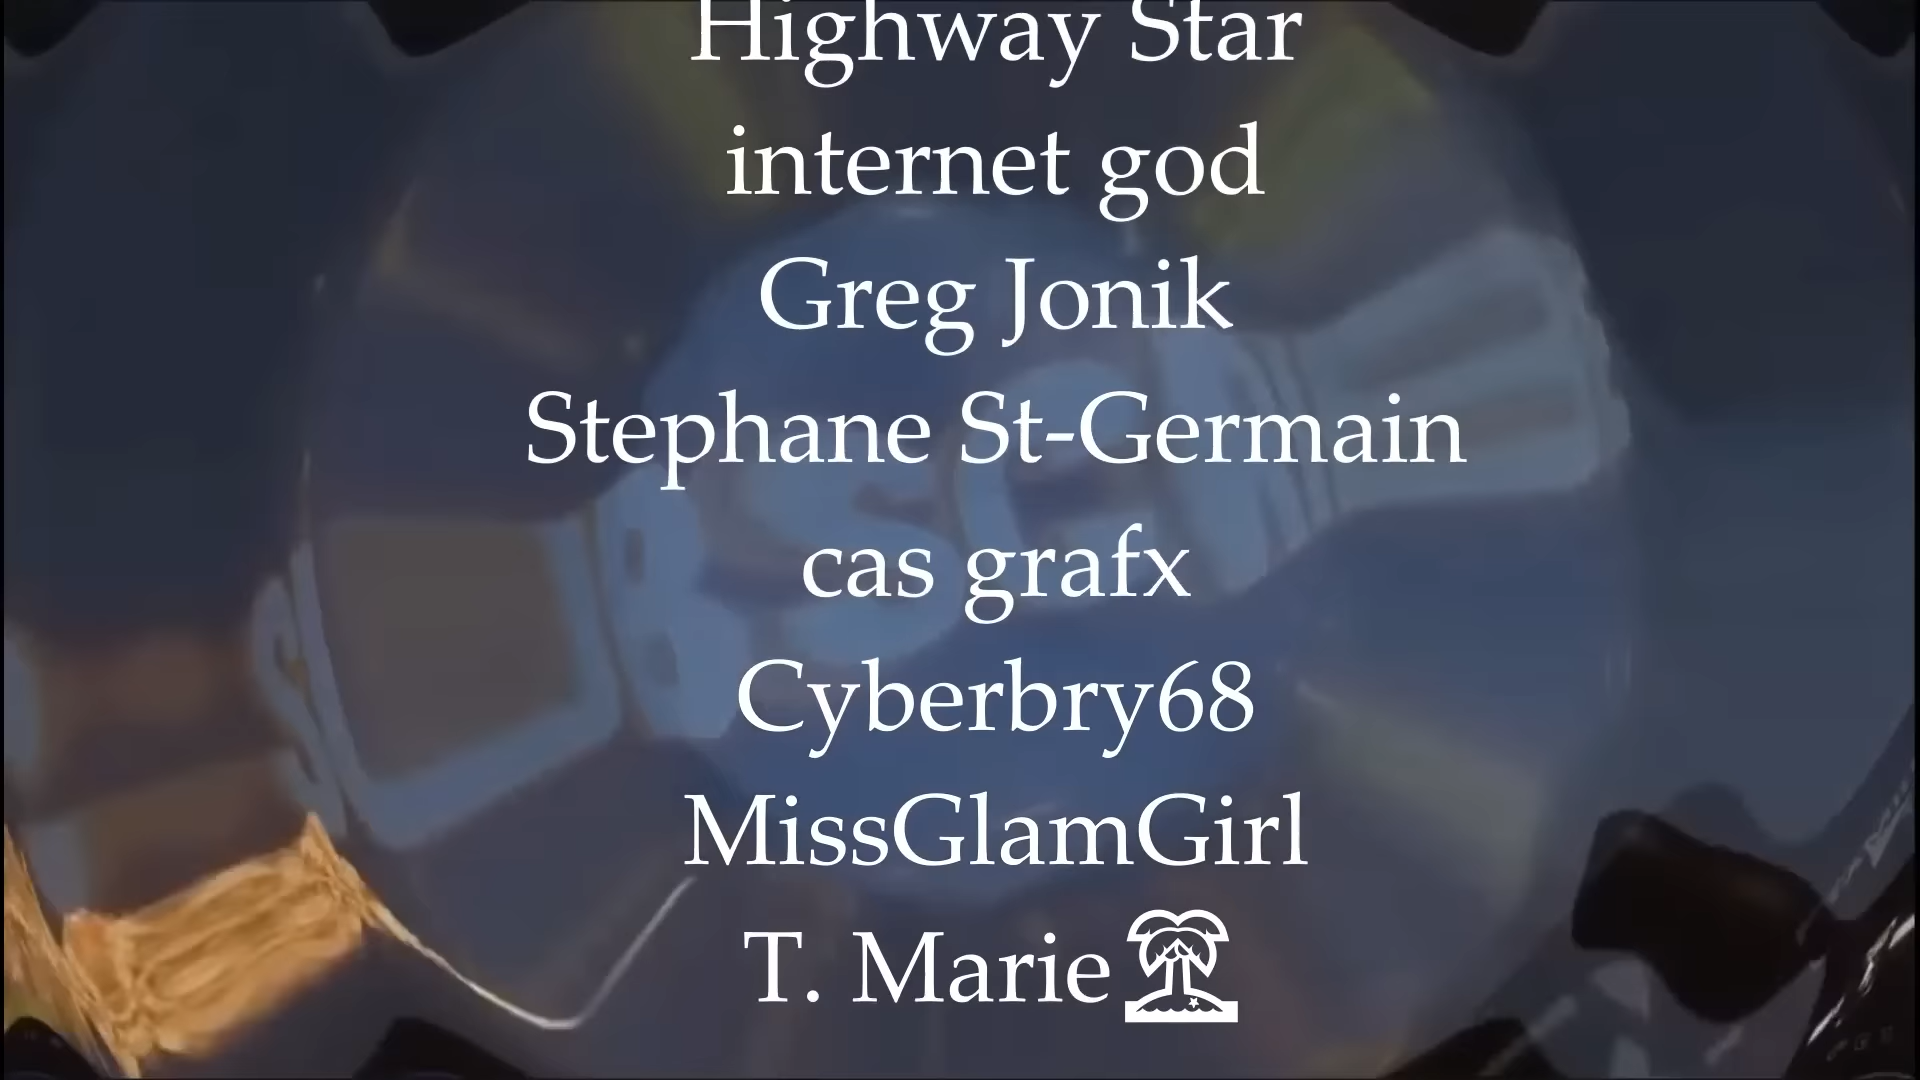 Highway Star
internet god
Greg Jonik
Stephane St-Germain
cas grafx
Cyberbry68
MissGlamGirl
T. Marie🏝